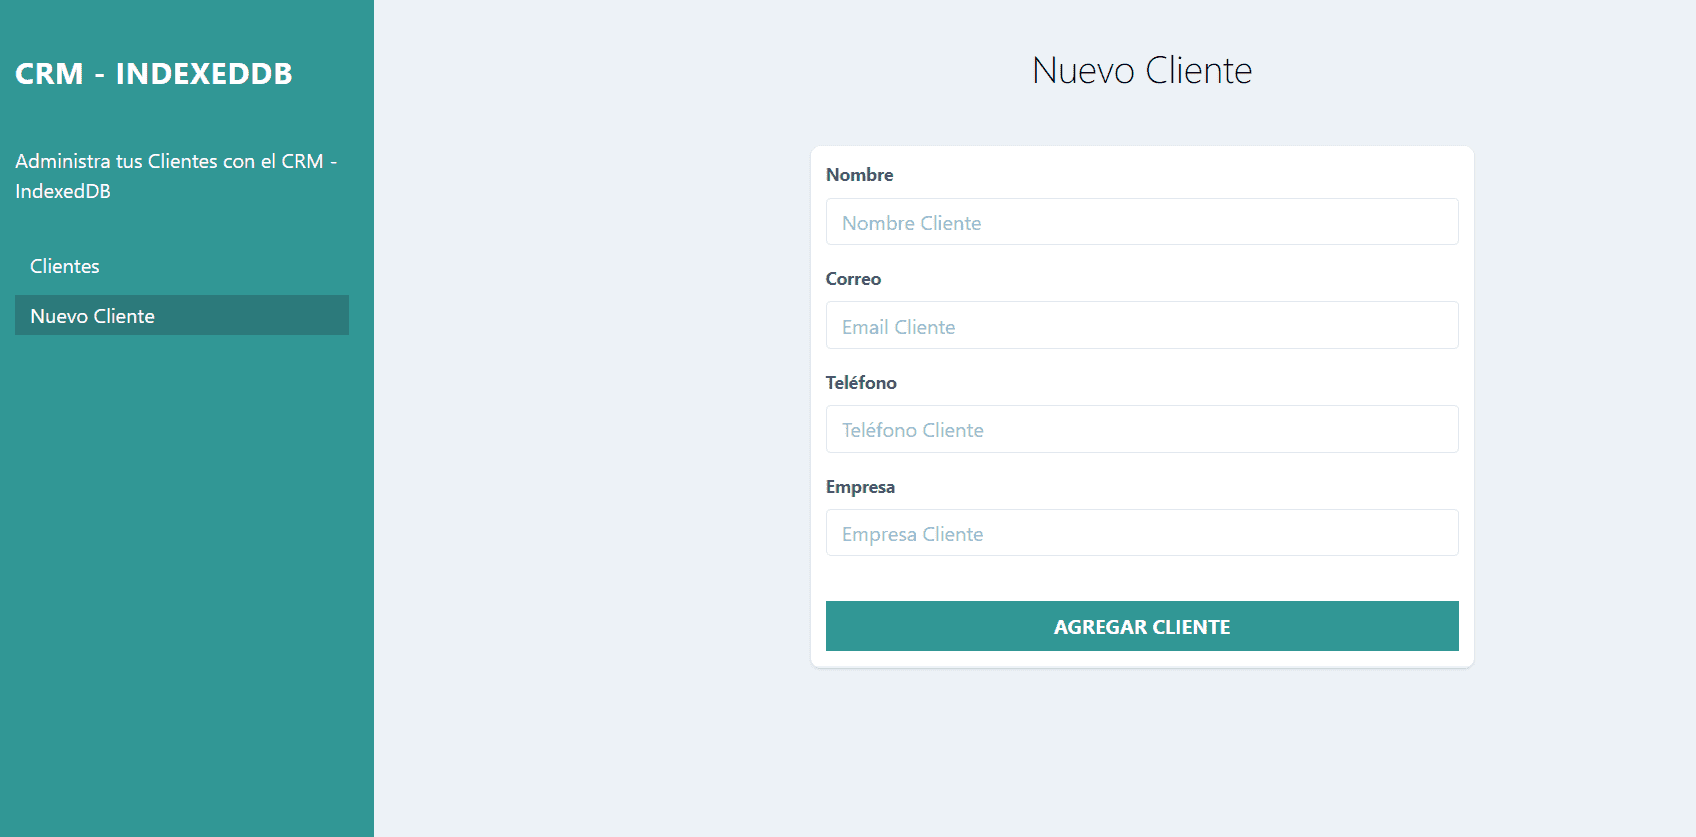 CRM - INDEXEDDB
Administra tus Clientes con el CRM -
IndexedDB
Clientes
Nuevo Cliente
Nuevo Cliente
Nombre
Nombre Cliente
Correo
Email Cliente
Teléfono
Teléfono Cliente
Empresa
Empresa Cliente
AGREGAR CLIENTE